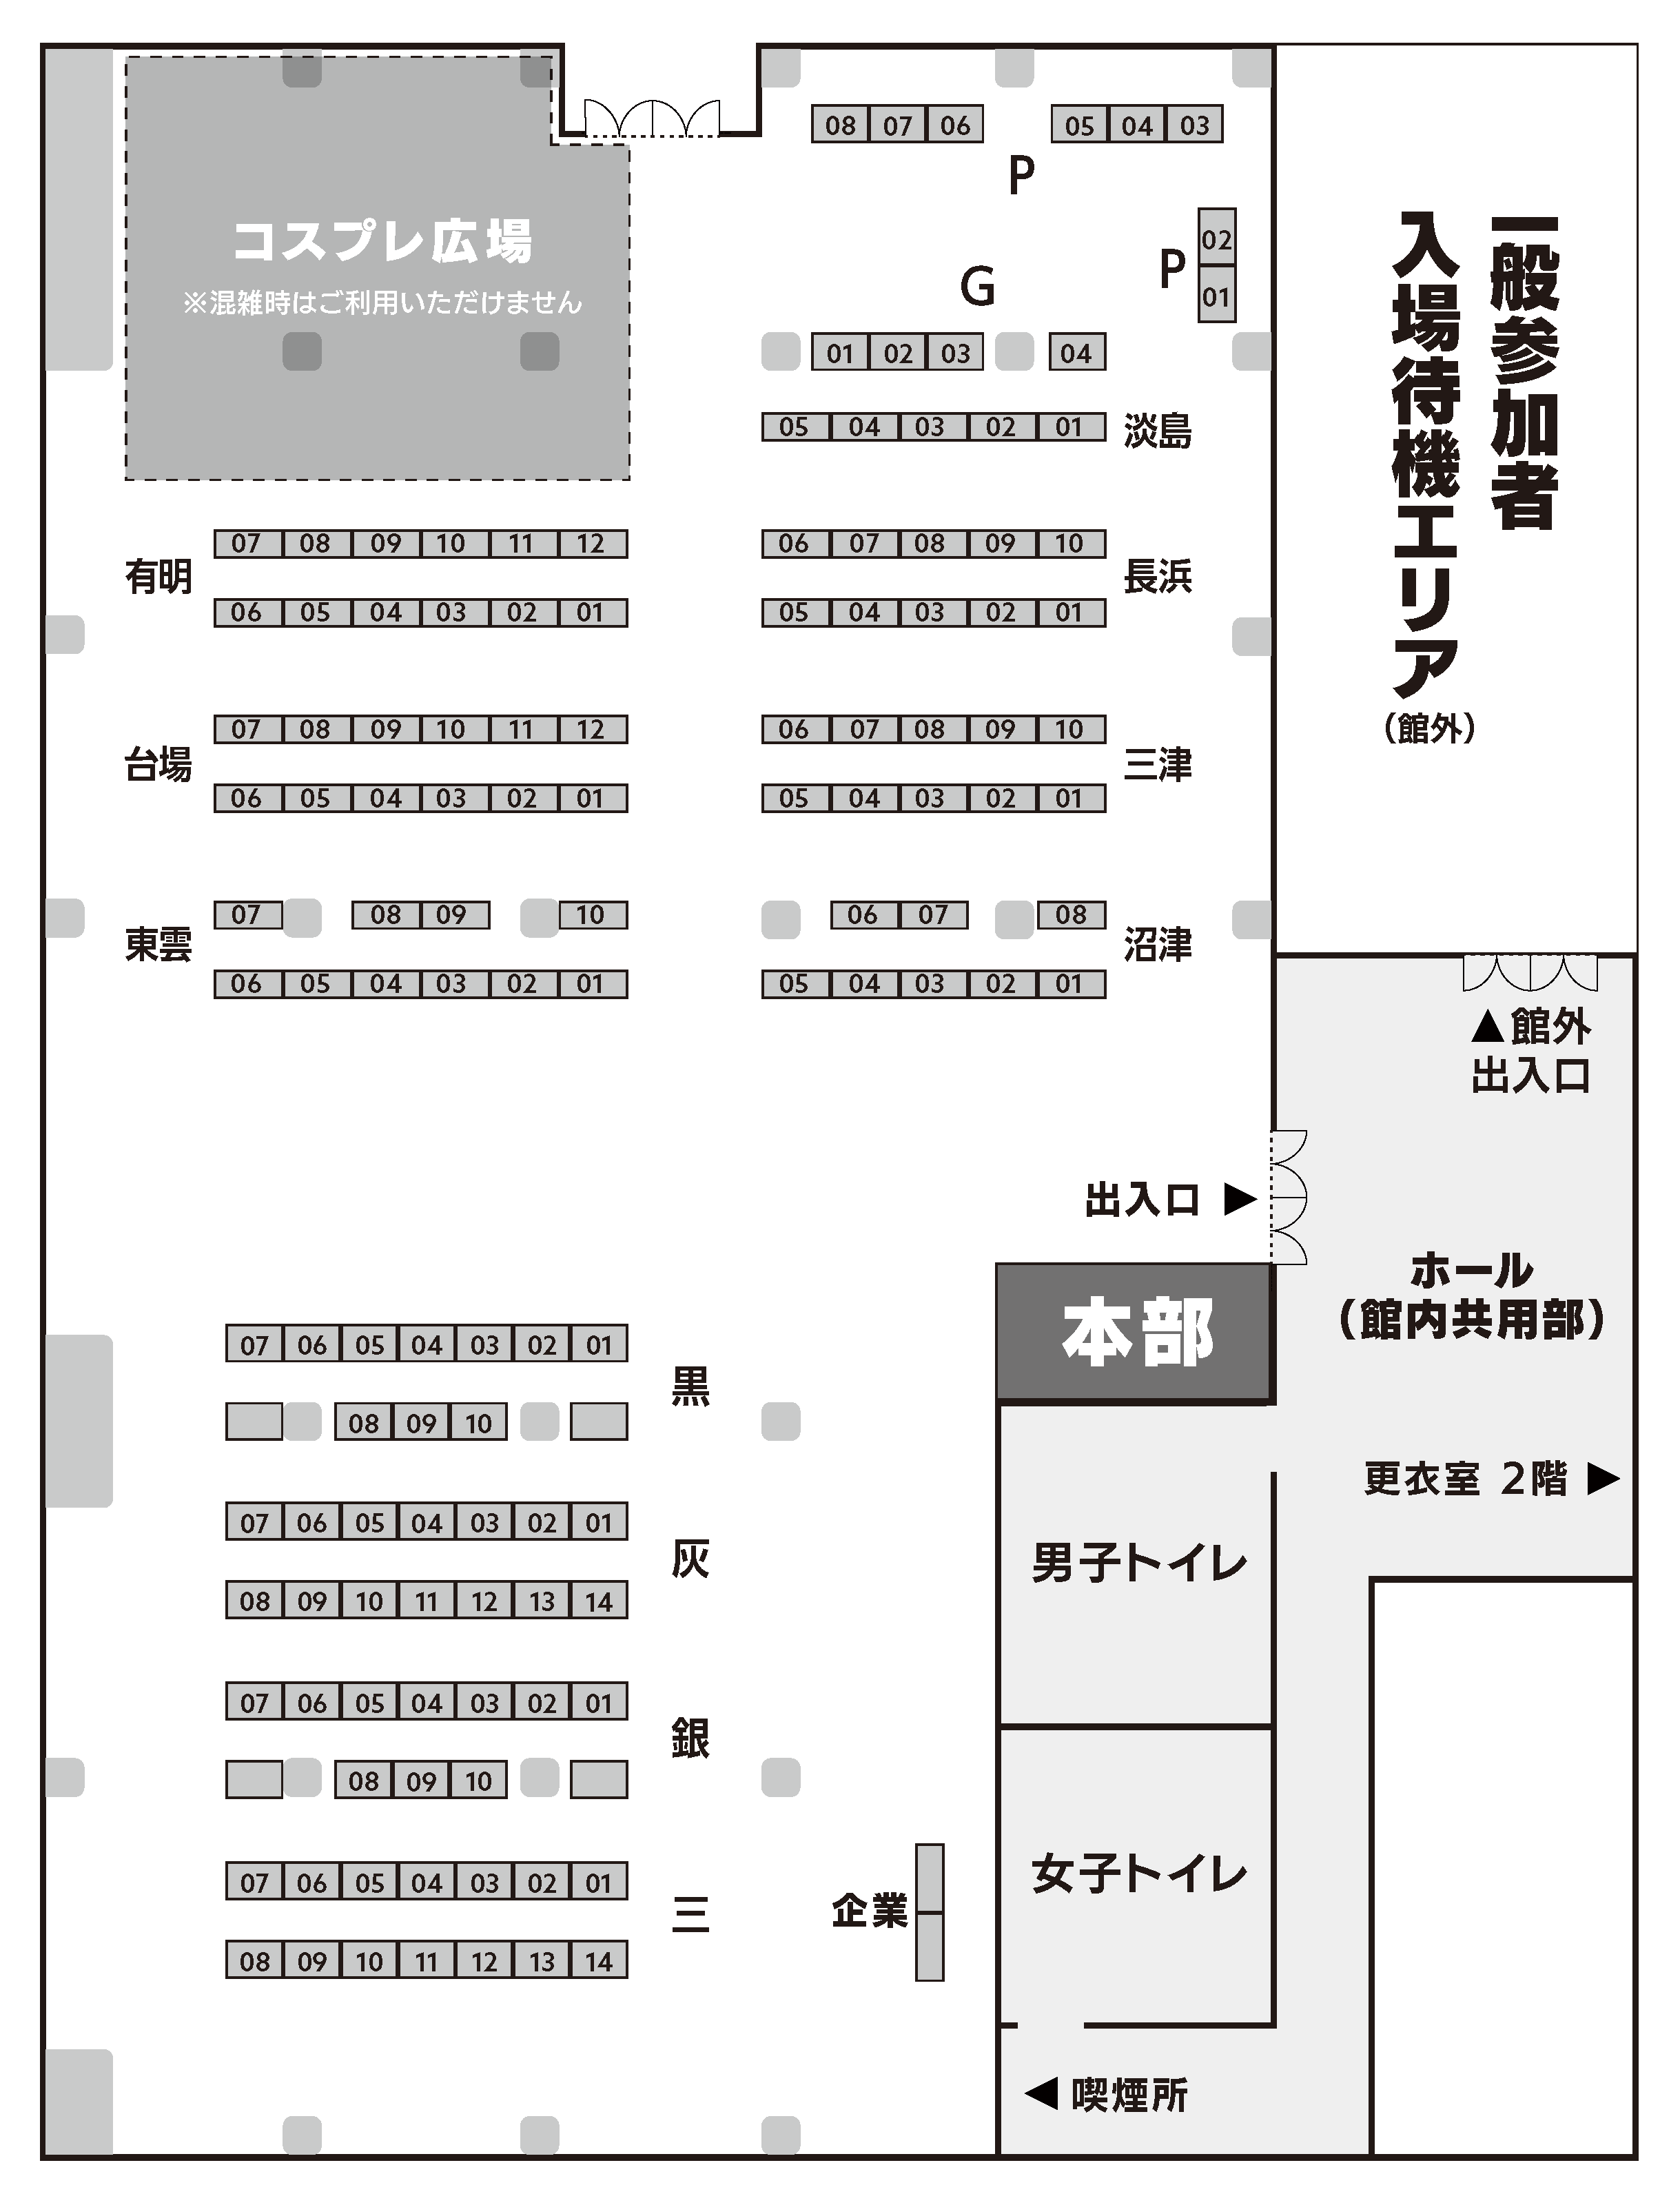 08 07 06
05 04 03
P
コスプレ広場
※混雑時はご利用いただけません
02
P
01
G
01 02 03
04
05 04 03 02 01 淡島
07 08 09 10 11 12
有明
06 05 04 03 02 01
06 07 08 09 10
長浜
05 04 03 02 01
07 08 09 10 11 12
台場
06 05 04 03 02 01
06 07 08 09 10
三津
05 04 03 02 01
07 08 09 10
東雲
06 05 04 03 02 01
06 07 08
沼津
05 04 03 02 01
一般参加者
入場待機エリア
（館外）
▲館外
出入口
出入口 ▶
ホール
（館内共用部）
本部
更衣室 2階 ▶
男子トイレ
女子トイレ
◀ 喫煙所
07 06 05 04 03 02 01
黒
08 09 10
07 06 05 04 03 02 01
灰
08 09 10 11 12 13 14
07 06 05 04 03 02 01
銀
08 09 10
07 06 05 04 03 02 01
三
08 09 10 11 12 13 14
企業